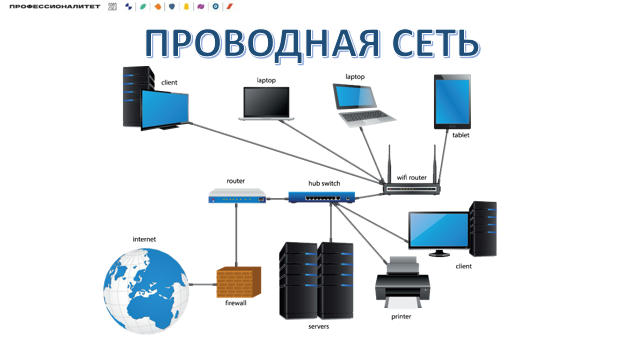 ПРОФЕССИОНАЛИТЕТ
ПРОВОДНАЯ СЕТЬ
client
laptop
laptop
tablet
wifi router
router
hub switch
internet
client
firewall
servers
printer